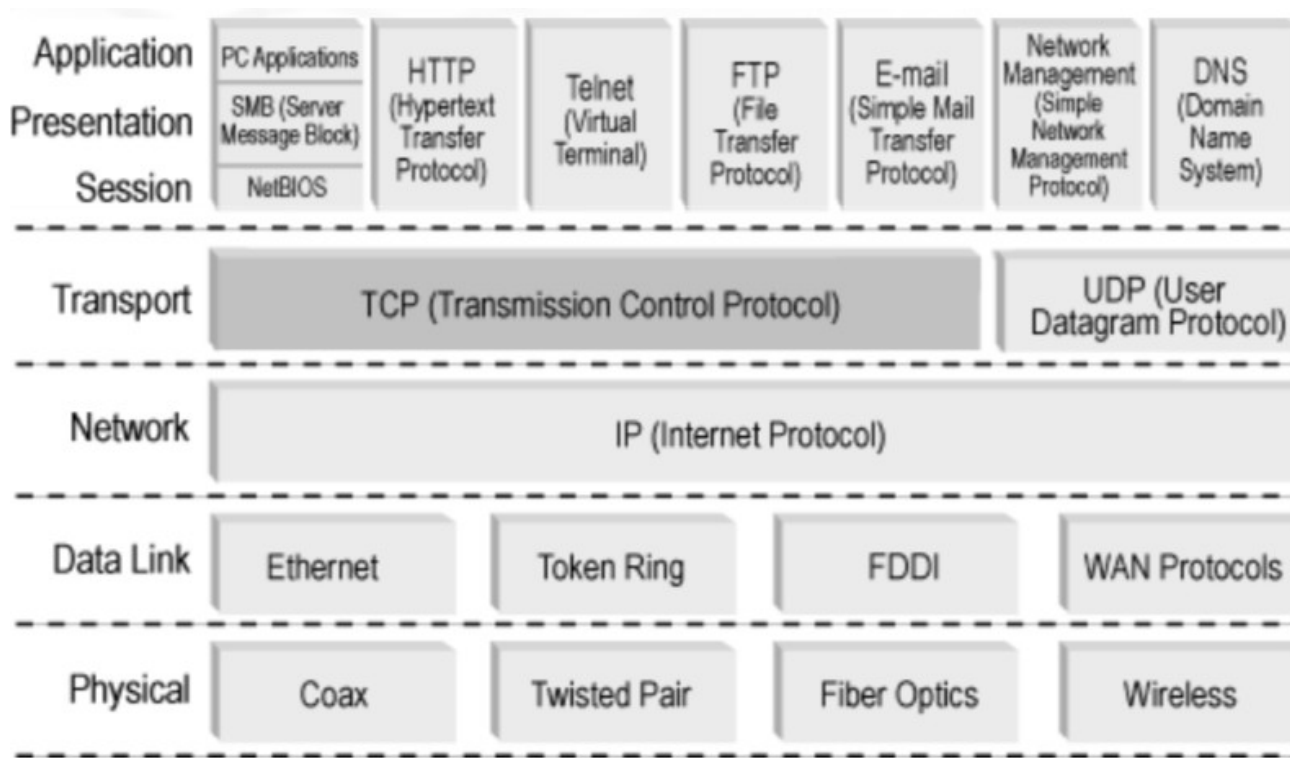 Application
Presentation
Session
PC Applications
SMB (Server
Message Block)
NetBIOS
HTTP
(Hypertext
Transfer
Protocol)
Telnet
(Virtual
Terminal)
FTP
(File
Transfer
Protocol)
E-mail
(Simple Mail
Transfer
Protocol)
Network
Management
(Simple
Network
Management
Protocol)
DNS
(Domain
Name
System)
Transport
TCP (Transmission Control Protocol)
UDP (User
Datagram Protocol)
Network
IP (Internet Protocol)
Data Link
Ethernet
Token Ring
FDDI
WAN Protocols
Physical
Coax
Twisted Pair
Fiber Optics
Wireless